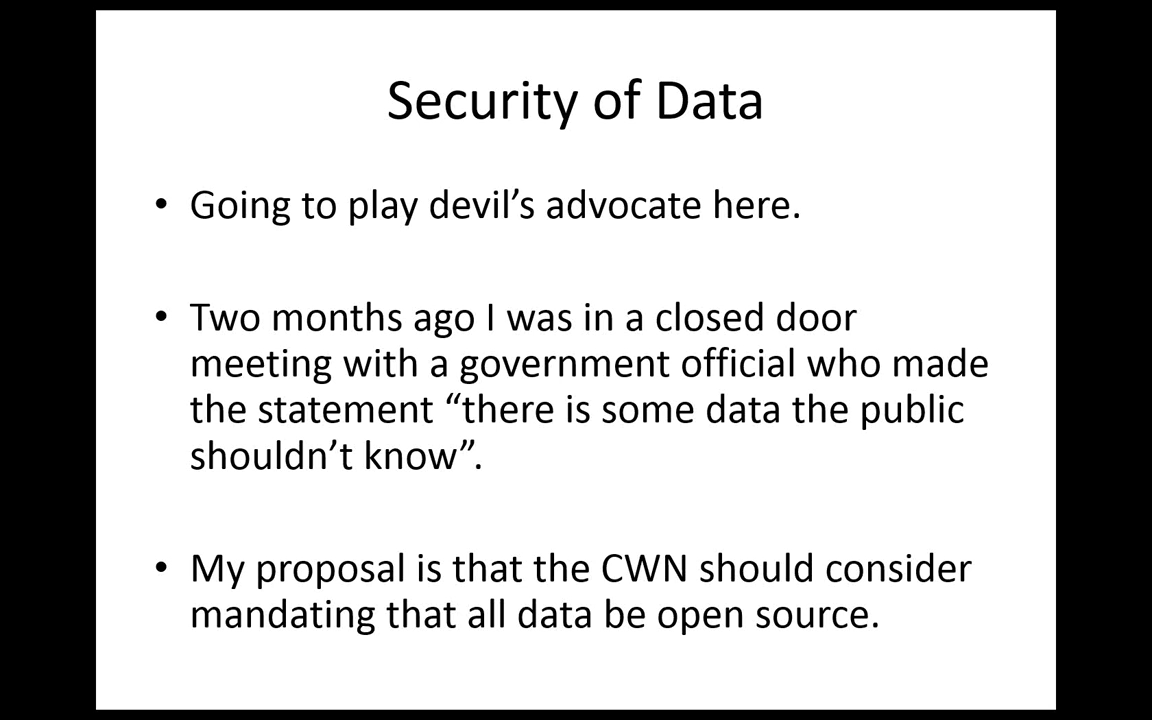 Security of Data
• Going to play devil’s advocate here.
• Two months ago I was in a closed door
meeting with a government official who made
the statement “there is some data the public
shouldn’t know”.
• My proposal is that the CWN should consider
mandating that all data be open source.